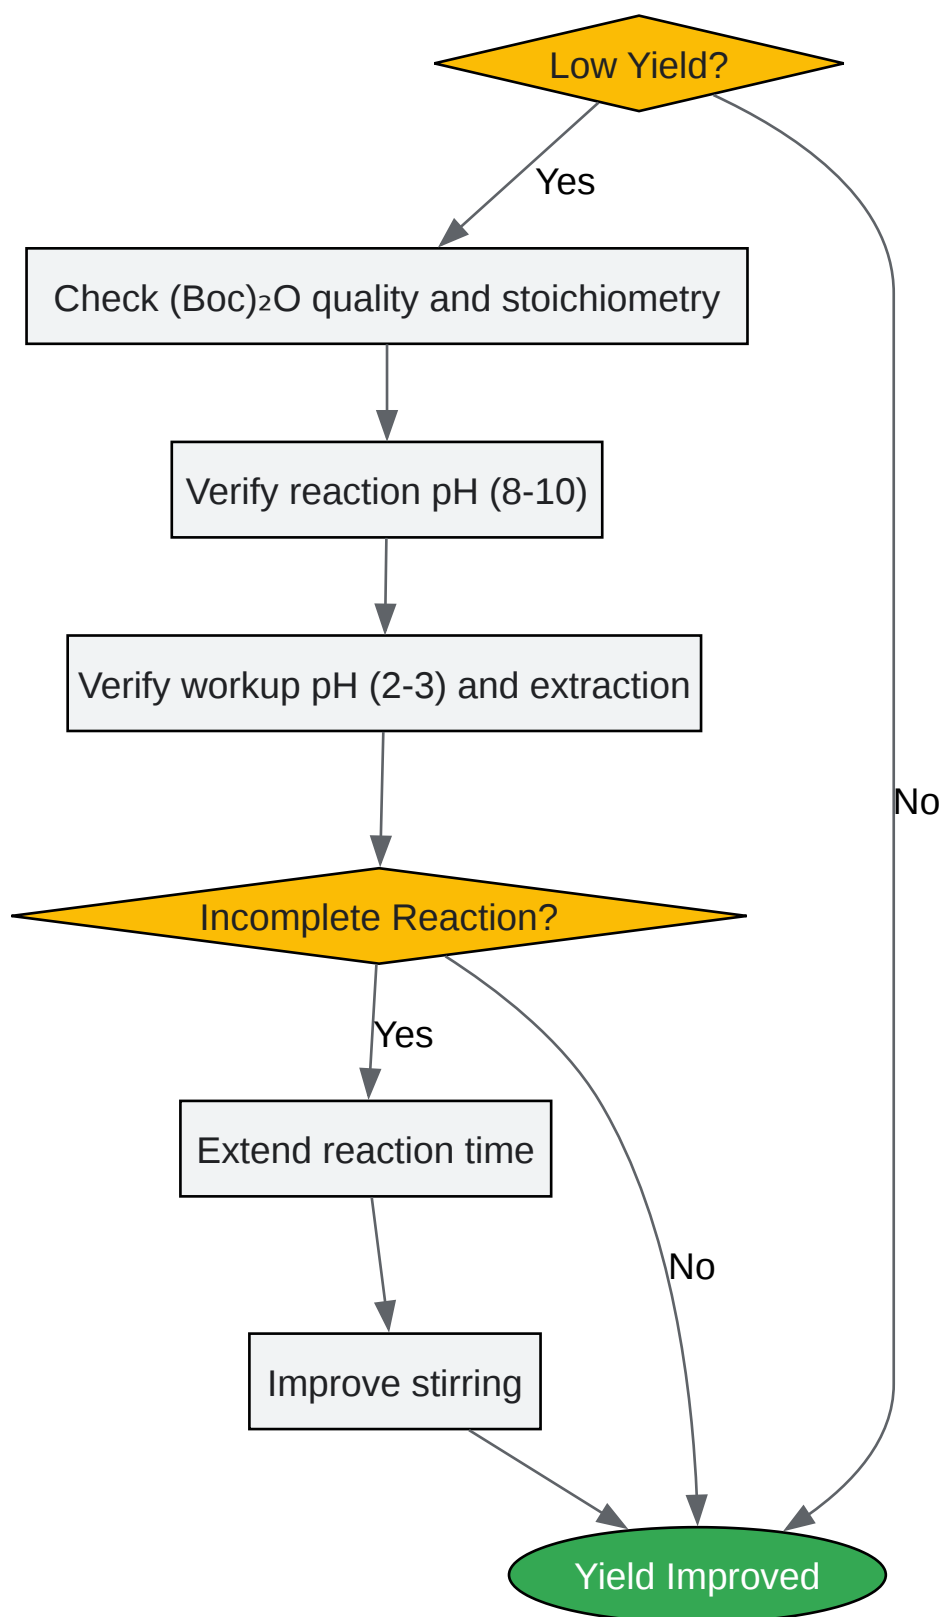 Low Yield?
Yes
Check (Boc)₂O quality and stoichiometry
Verify reaction pH (8-10)
Verify workup pH (2-3) and extraction
No
Incomplete Reaction?
Yes
Extend reaction time
No
Improve stirring
Yield Improved